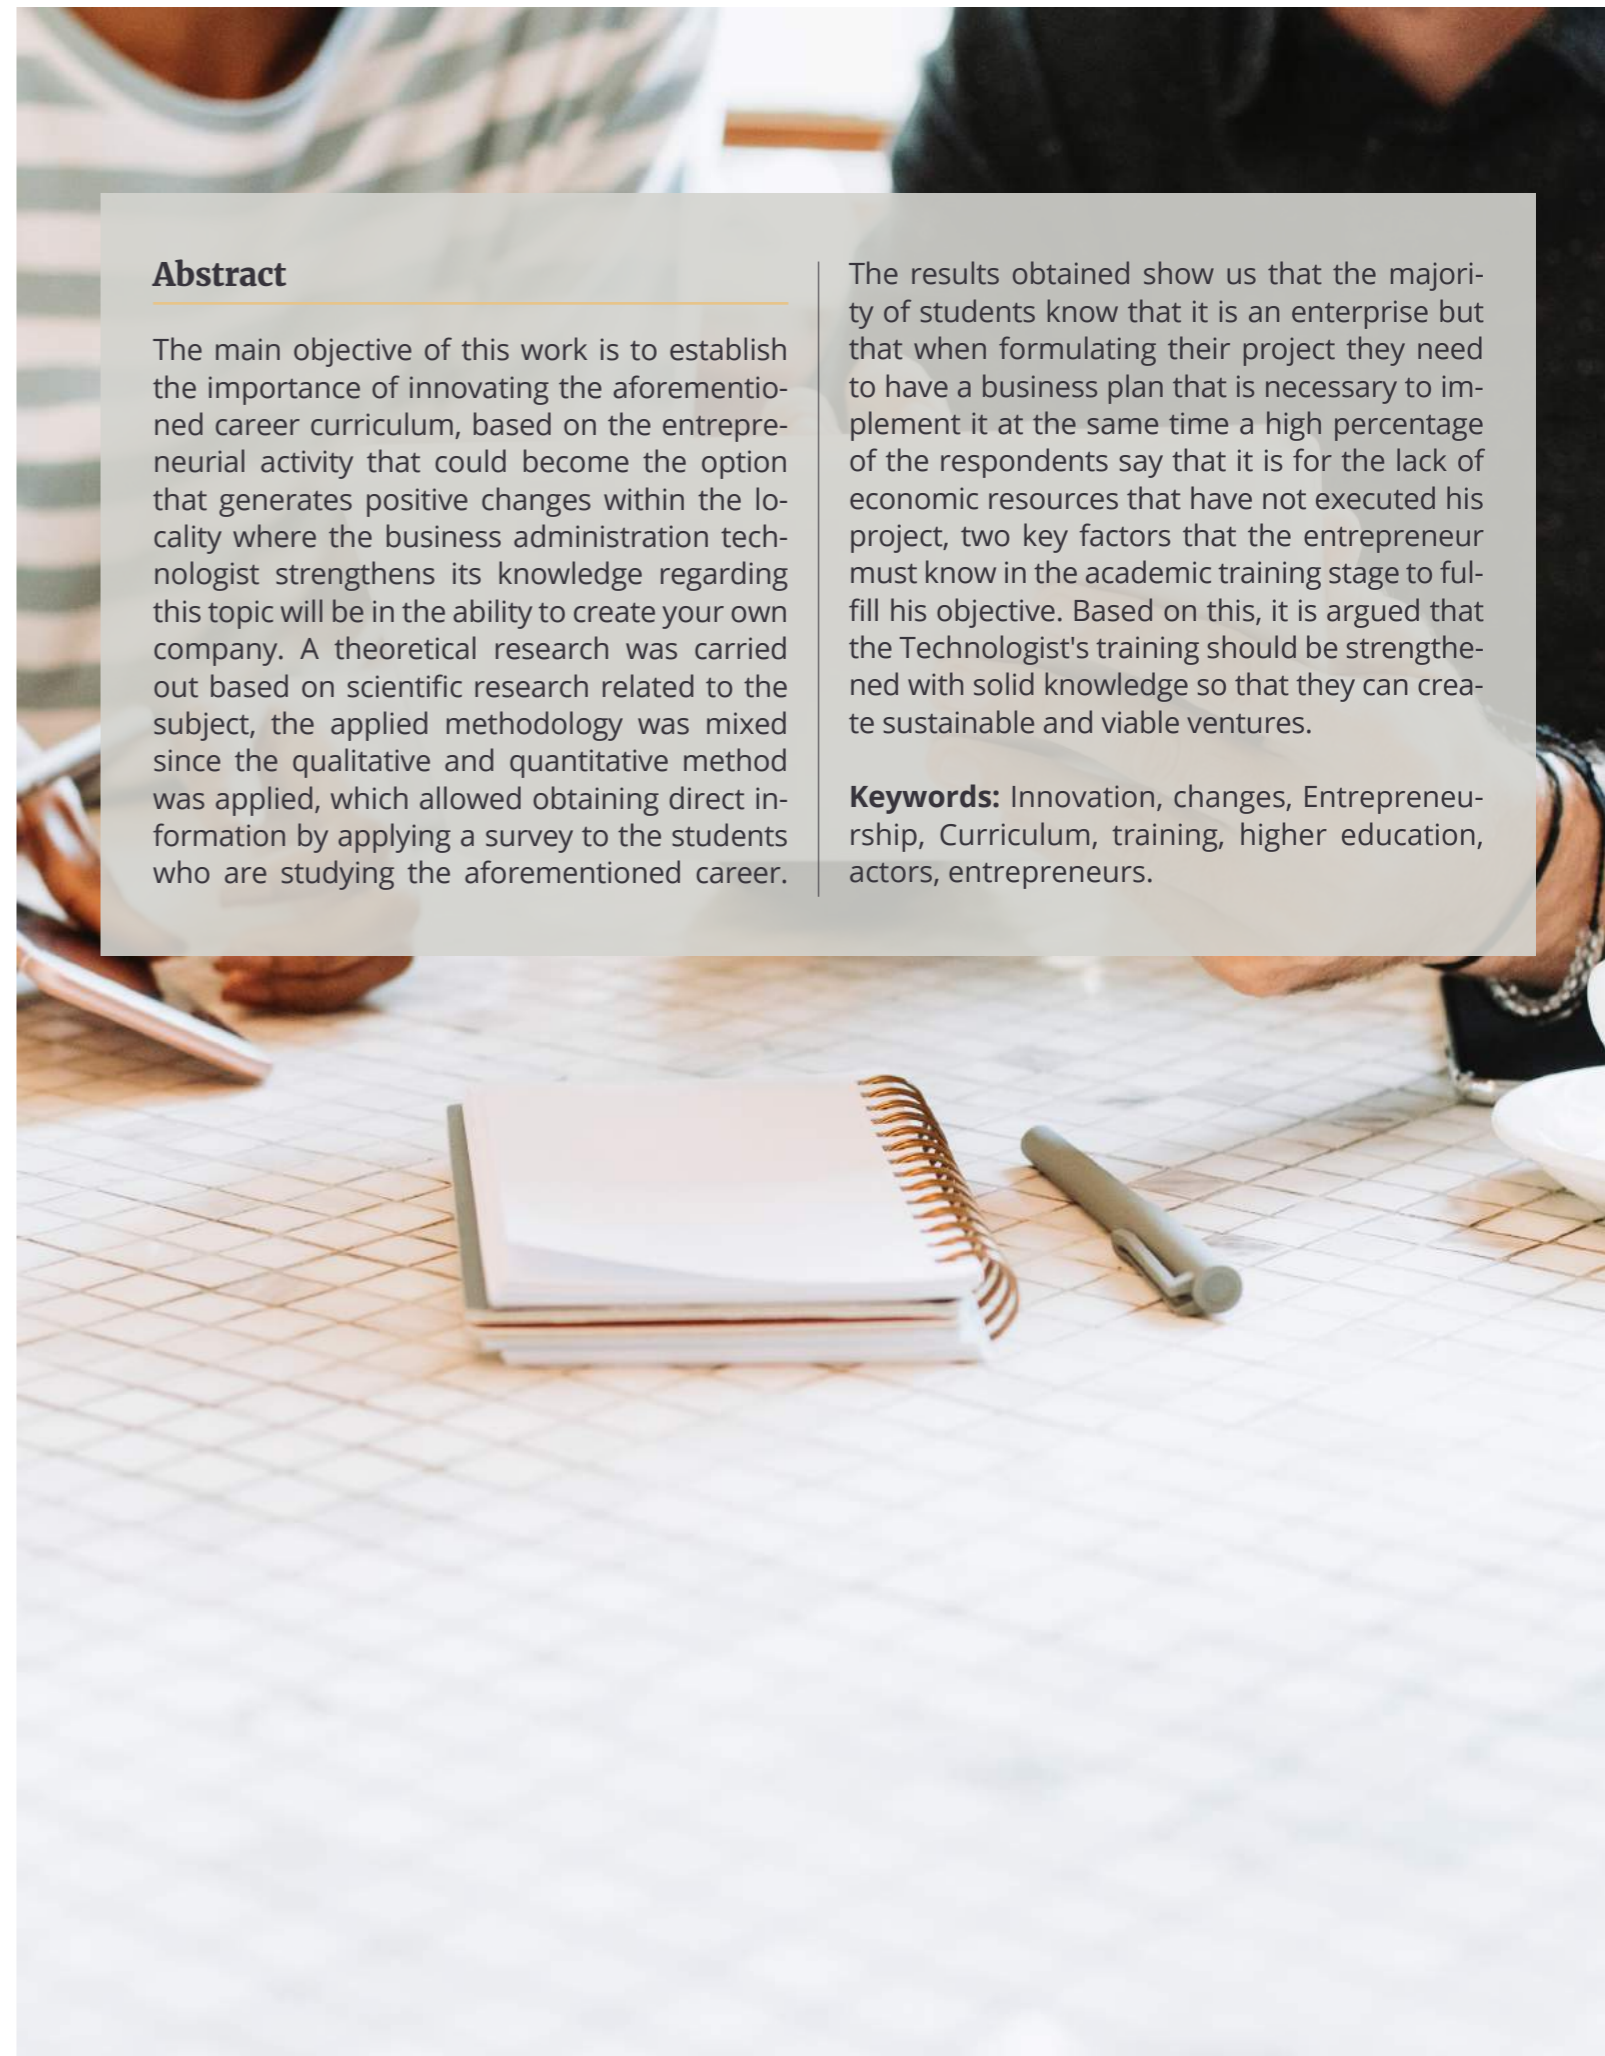 Abstract
The main objective of this work is to establish
the importance of innovating the aforementio-
ned career curriculum, based on the entrepre-
neurial activity that could become the option
that generates positive changes within the lo-
cality where the business administration tech-
nologist strengthens its knowledge regarding
this topic will be in the ability to create your own
company. A theoretical research was carried
out based on scientific research related to the
subject, the applied methodology was mixed
since the qualitative and quantitative method
was applied, which allowed obtaining direct in-
formation by applying a survey to the students
who are studying the aforementioned career.
The results obtained show us that the majori-
ty of students know that it is an enterprise but
that when formulating their project they need
to have a business plan that is necessary to im-
plement it at the same time a high percentage
of the respondents say that it is for the lack of
economic resources that have not executed his
project, two key factors that the entrepreneur
must know in the academic training stage to ful-
fill his objective. Based on this, it is argued that
the Technologist's training should be strengthe-
ned with solid knowledge so that they can crea-
te sustainable and viable ventures.
Keywords: Innovation, changes, Entrepreneu-
rship, Curriculum, training, higher education,
actors, entrepreneurs.